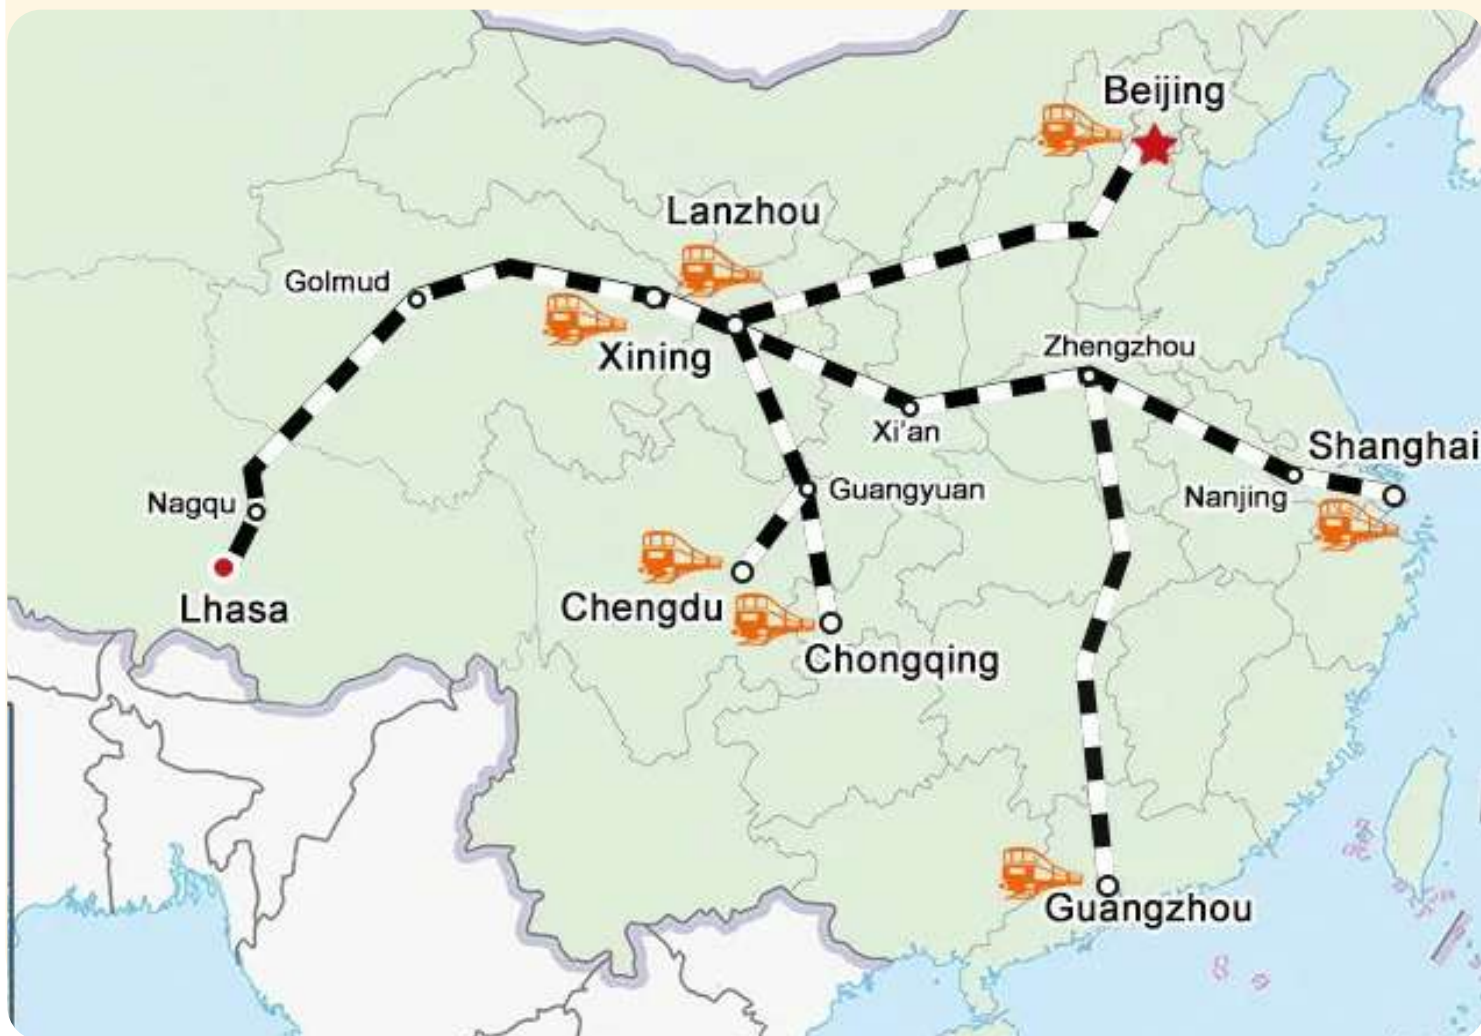 Beijing
Lanzhou
Golmud
Xining
Zhengzhou
Xi'an
Shanghai
Nagqu
Guangyuan
Nanjing
Lhasa
Chengdu
Chongqing
Guangzhou